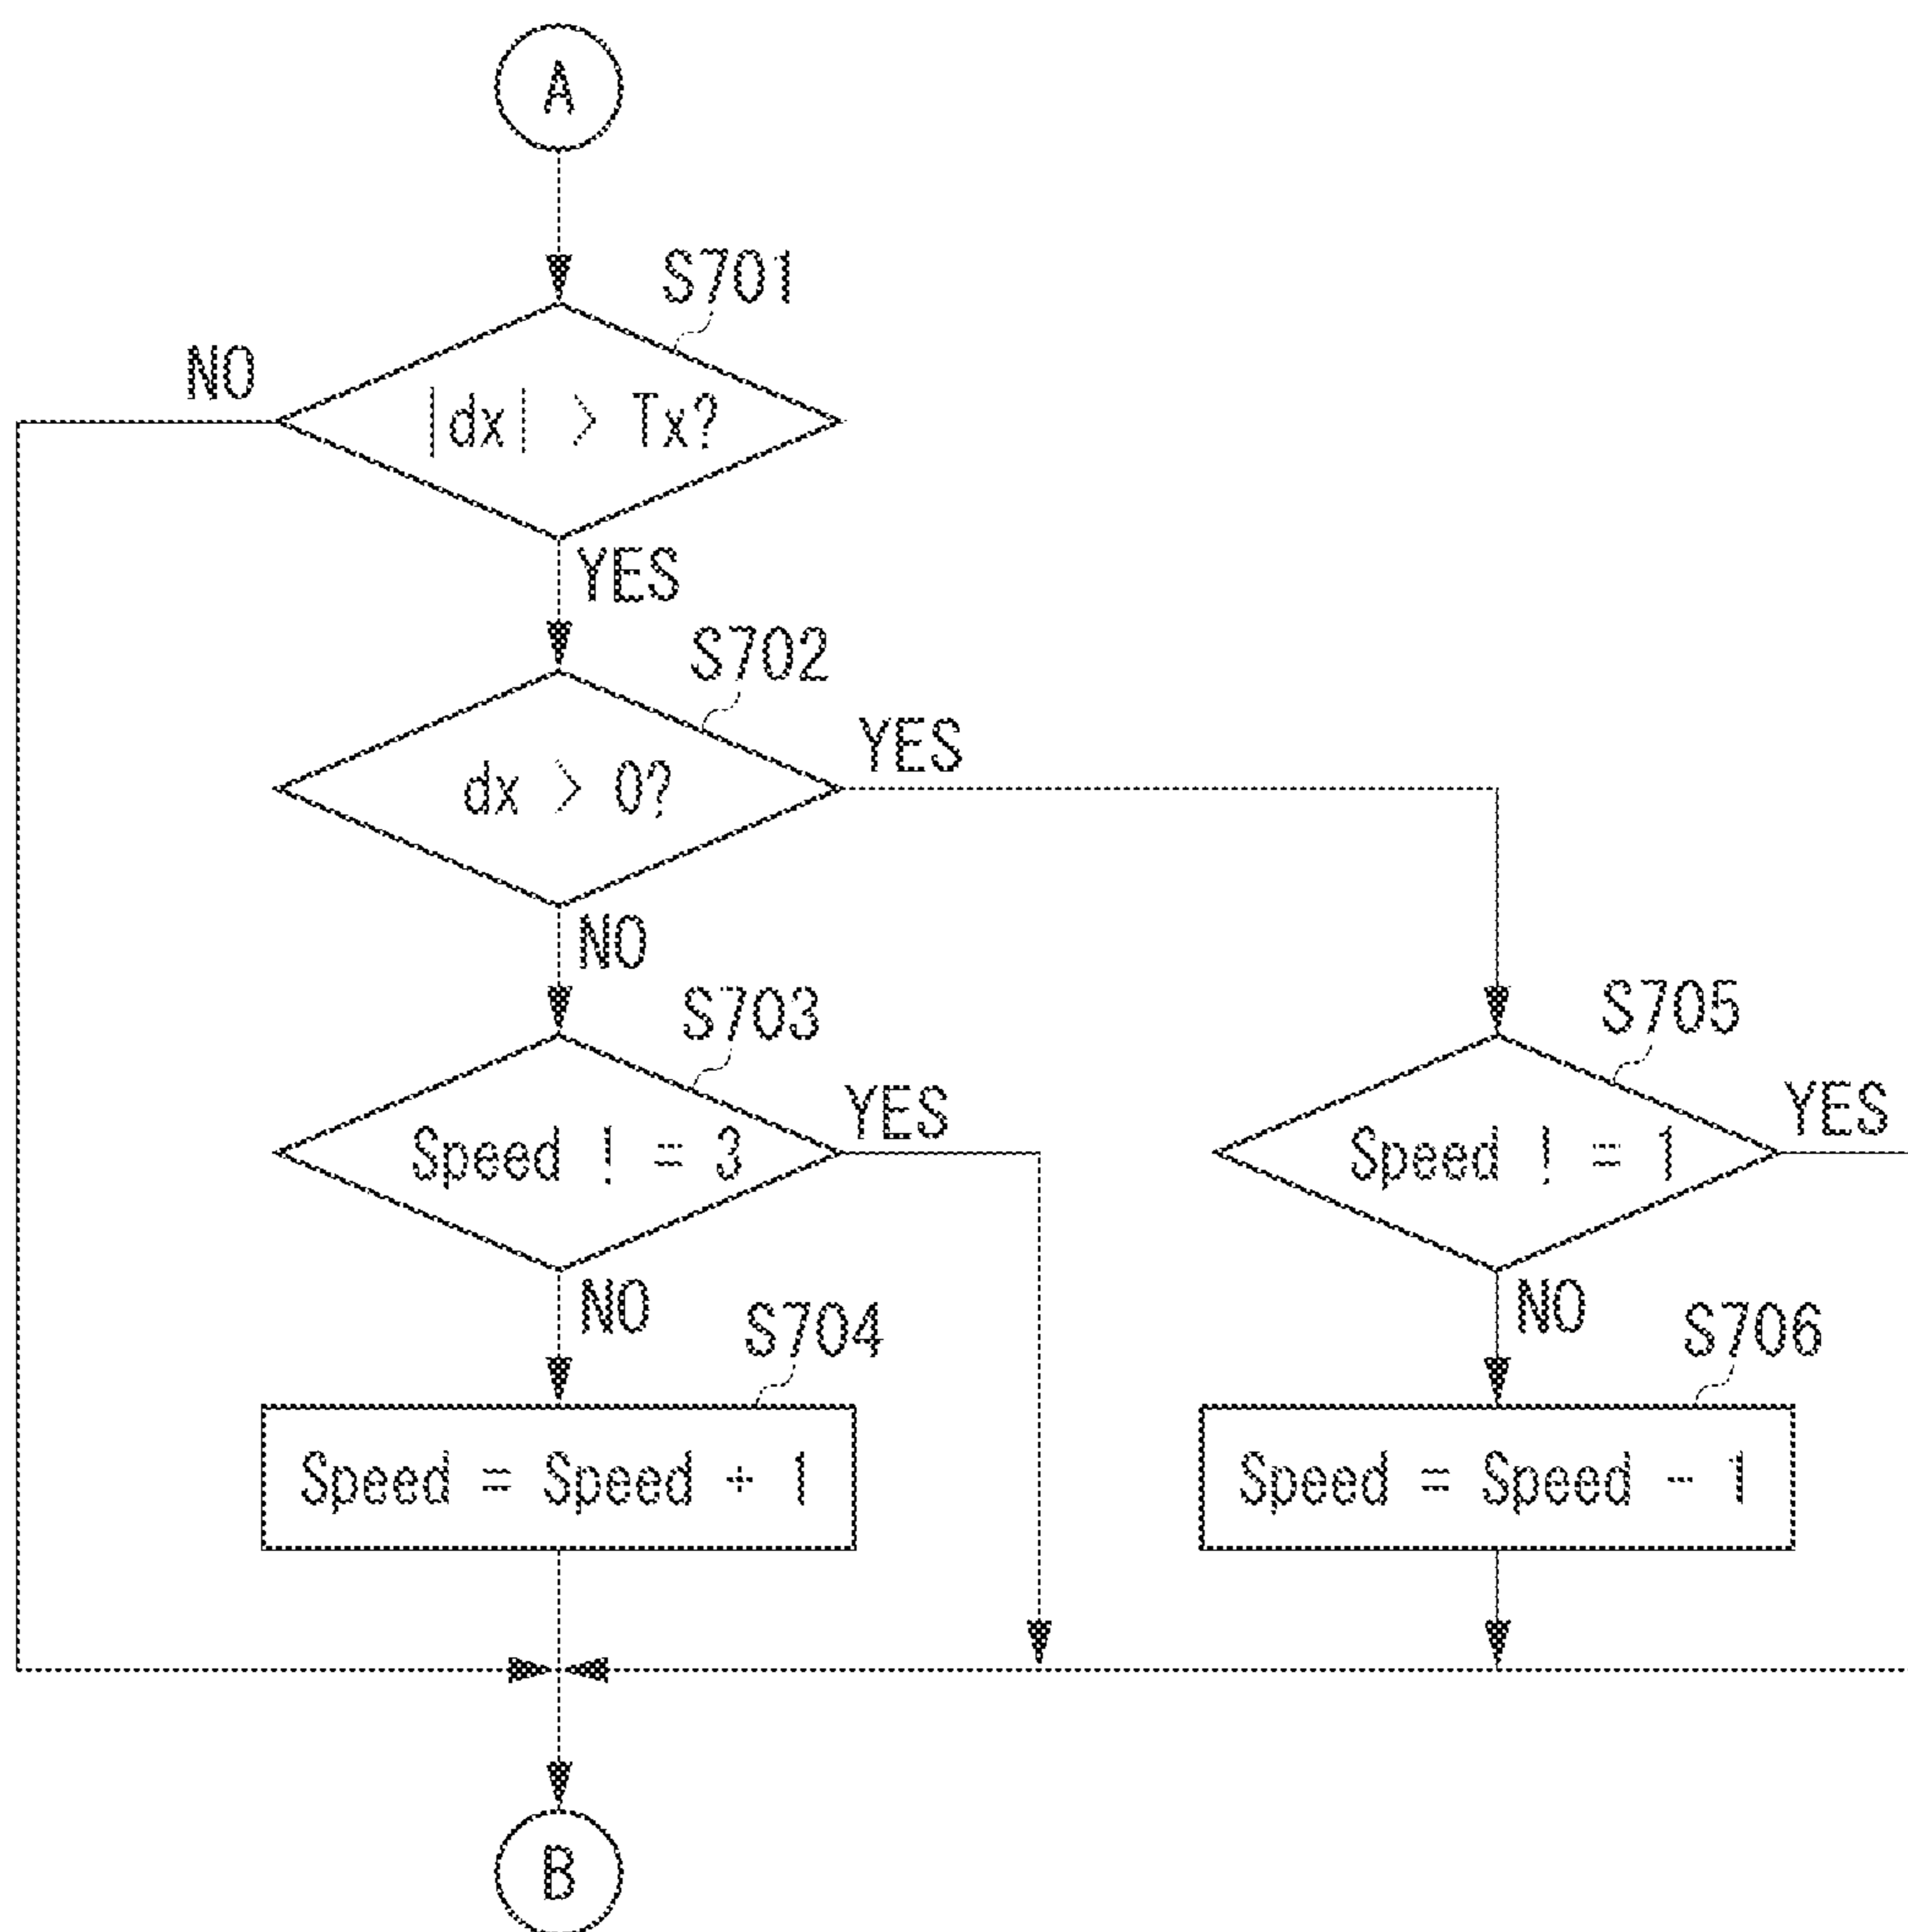 A
S701
NO
|dx| > Tx?
YES
S702
YES
dx > 0?
NO
S703
S705
YES
YES
Speed ! = 3
Speed ! = 1
NO
NO
S704
S706
Speed = Speed + 1
Speed = Speed - 1
B